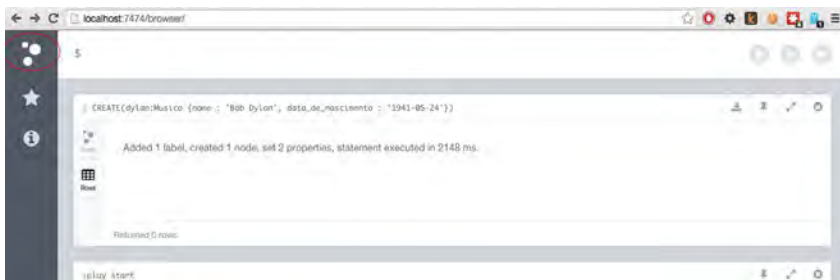 localhost:7474/browser/
$
$ CREATE(dylan:Musico {nome : 'Bob Dylan', data_de_nascimento : '1941-05-24'})
Added 1 label, created 1 node, set 2 properties, statement executed in 2148 ms.
Rows
Returned 0 rows.
:play start